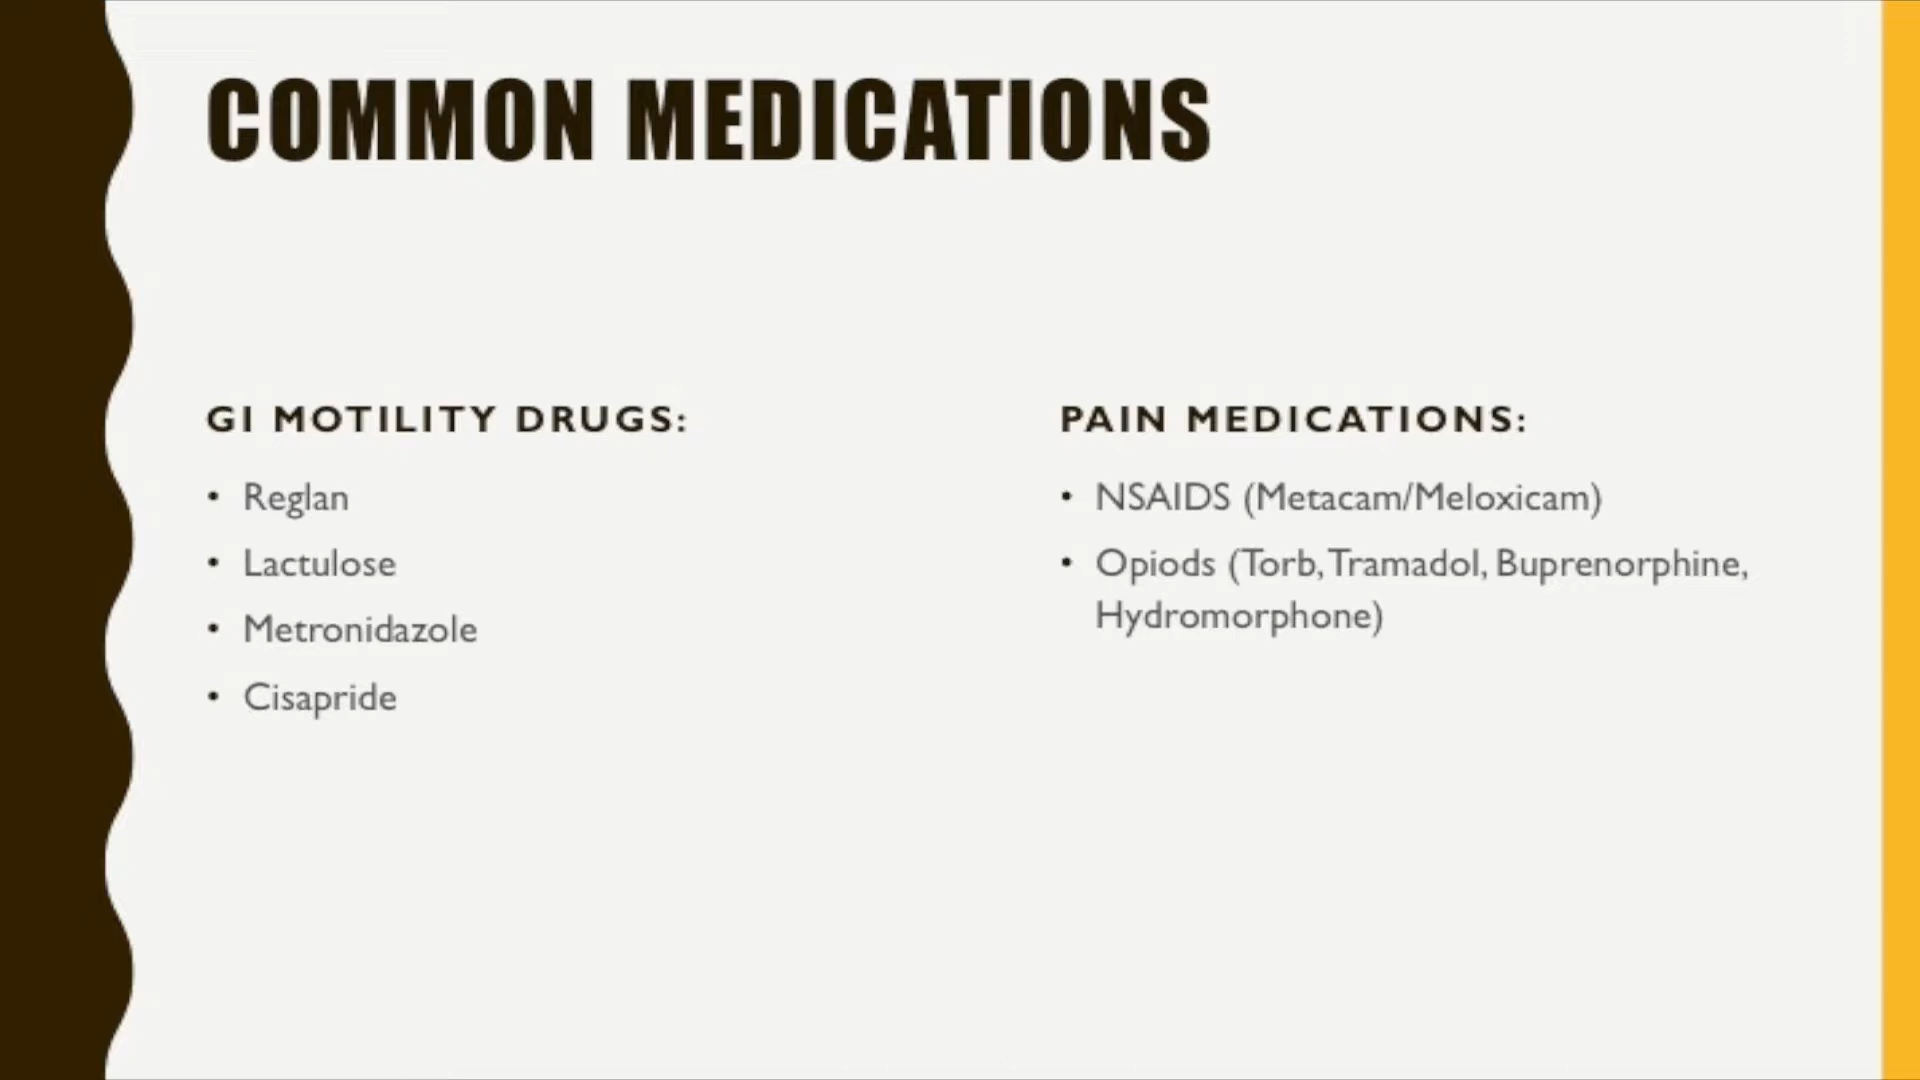 COMMON MEDICATIONS
GI MOTILITY DRUGS:
• Reglan
• Lactulose
• Metronidazole
• Cisapride
PAIN MEDICATIONS:
• NSAIDS (Metacam/Meloxicam)
• Opiods (Torb, Tramadol, Buprenorphine,
Hydromorphone)